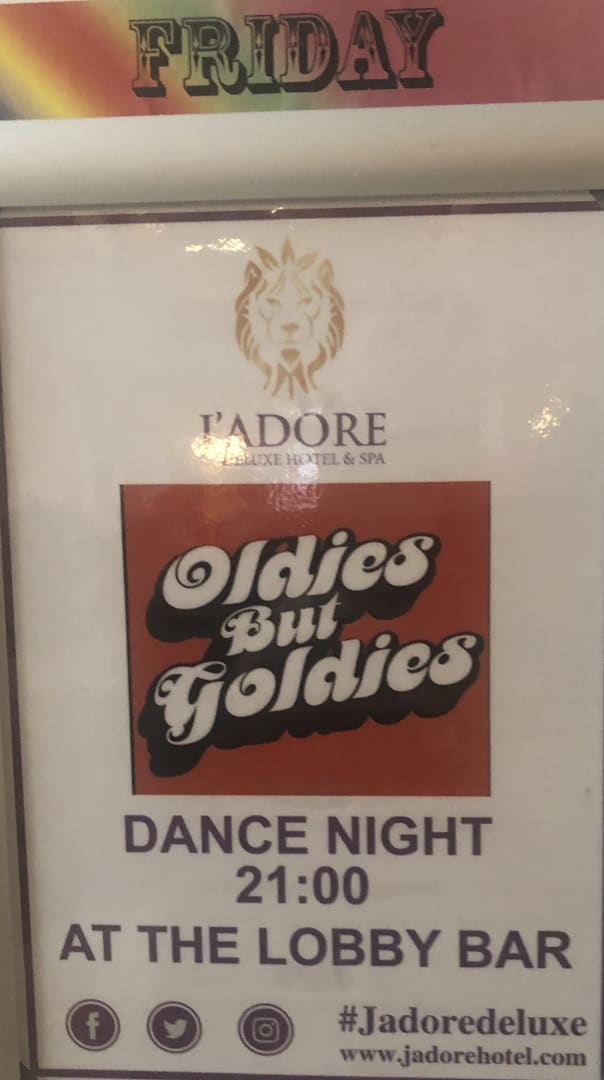 FRIDAY
J'ADORE
DELUXE HOTEL & SPA
Oldies
But
Goldies
DANCE NIGHT
21:00
AT THE LOBBY BAR
#Jadoredeluxe
www.jadorehotel.com